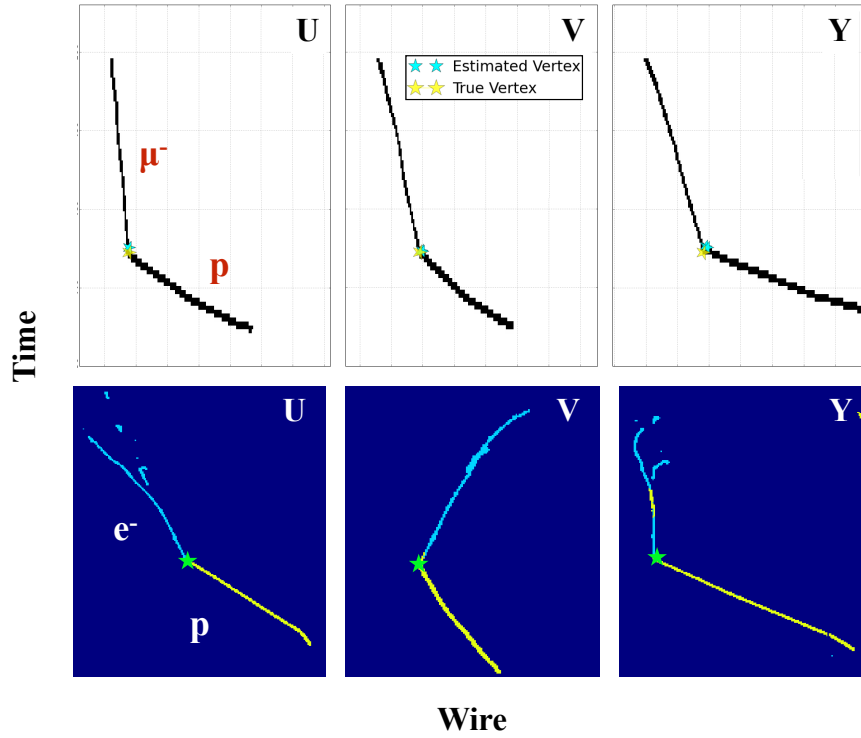 U
V
Y
Estimated Vertex
True Vertex
μ-
p
Time
U
V
Y
e-
p
Wire